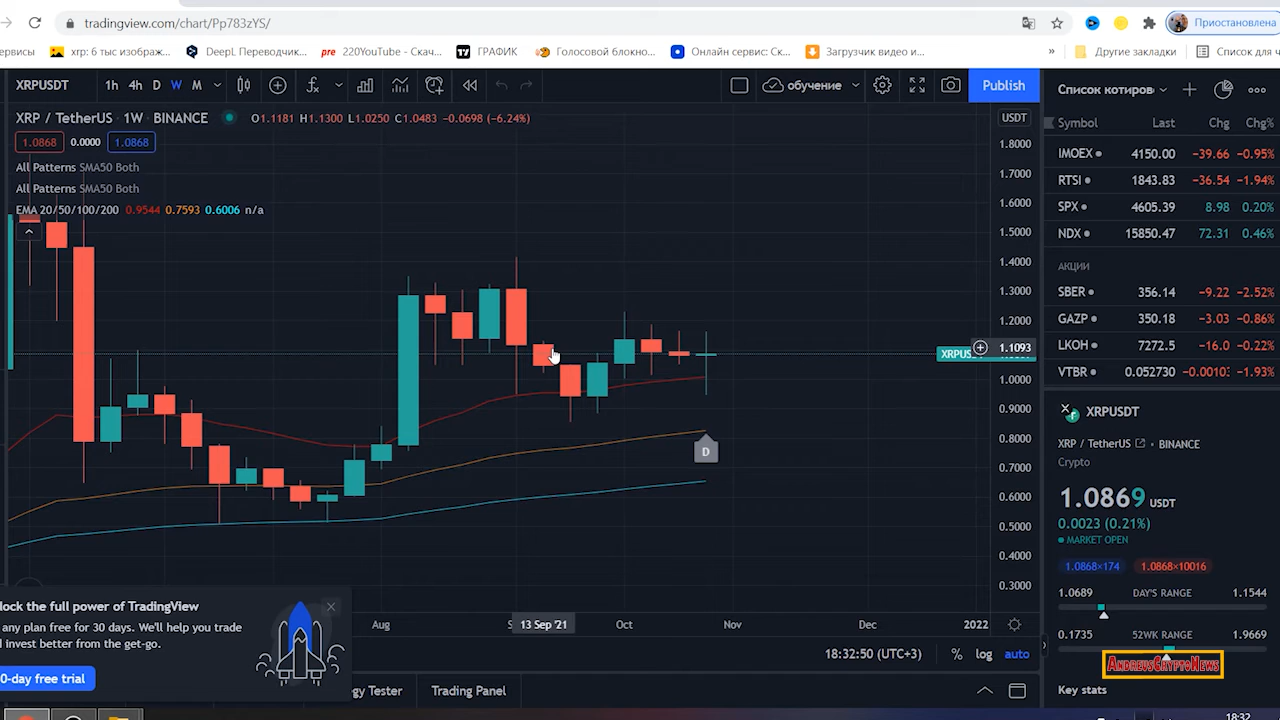 tradingview.com/chart/Pp783zYS/
Приостановлена
ервисы
xrp: 6 тыс изображ...
DeepL Переводчик...
pre 220YouTube - Скач...
ГРАФИК
Голосовой блокно...
Онлайн сервис: Ск...
Загрузчик видео и...
»
Другие закладки
Список для ч
XRPUSDT
1h 4h D W M
обучение
Publish
Список котиров
XRP / TetherUS · 1W · BINANCE
O1.1181 H1.1300 L1.0250 C1.0483 -0.0698 (-6.24%)
USDT
Symbol Last Chg Chg%
1.0868 0.0000 1.0868
All Patterns SMA50 Both
All Patterns SMA50 Both
EMA 20/50/100/200 0.9544 0.7593 0.6006 n/a
1.8000
1.7000
1.6000
1.5000
1.4000
1.3000
1.2000
XRPUS
1.1093
1.0000
0.9000
0.8000
0.7000
0.6000
0.5000
0.4000
0.3000
D
IMOEX 4150.00 -39.66 -0.95%
RTSI 1843.83 -36.54 -1.94%
SPX 4605.39 8.98 0.20%
NDX 15850.47 72.31 0.46%
АКЦИИ
SBER 356.14 -9.22 -2.52%
GAZP 350.18 -3.03 -0.86%
LKOH 7272.5 -16.0 -0.22%
VTBR 0.052730 -0.00103 -1.93%
XRPUSDT
XRP / TetherUS · BINANCE
Crypto
1.0869 USDT
0.0023 (0.21%)
MARKET OPEN
1.0868×174 1.0868×10016
1.0689 DAY'S RANGE 1.1544
0.1735 52WK RANGE 1.9669
AndreusCryptoNews
Key stats
lock the full power of TradingView
any plan free for 30 days. We'll help you trade
l invest better from the get-go.
0-day free trial
Aug S 13 Sep '21 Oct Nov Dec 2022
18:32:50 (UTC+3)
% log auto
gy Tester Trading Panel
18:32